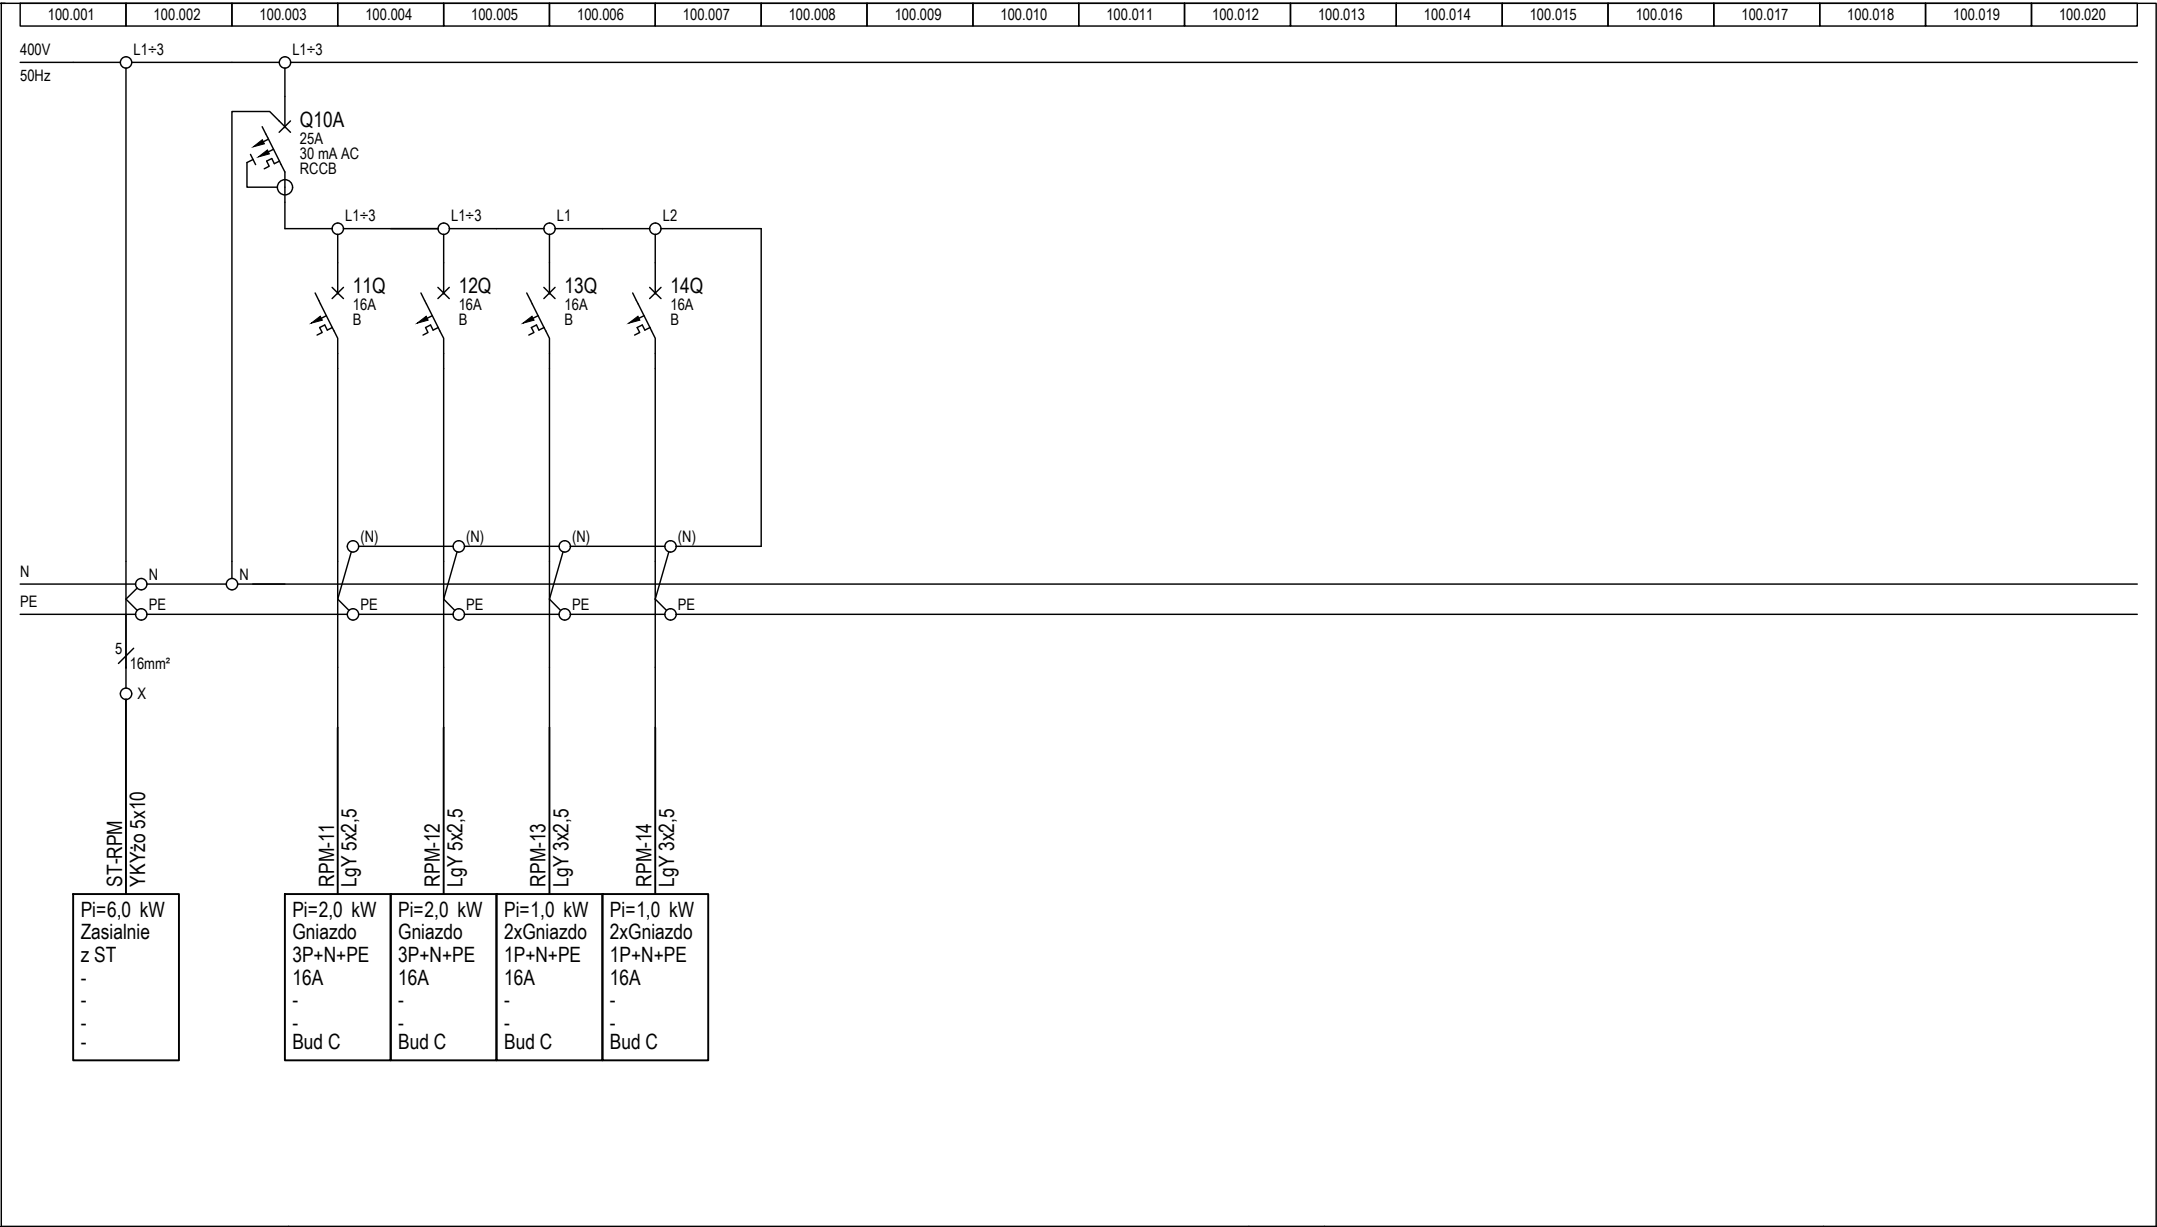 100.001 100.002 100.003 100.004 100.005 100.006 100.007 100.008 100.009 100.010 100.011 100.012 100.013 100.014 100.015 100.016 100.017 100.018 100.019 100.020
400V
50Hz
L1÷3
L1÷3
Q10A
25A
30 mA AC
RCCB
L1÷3
L1÷3
L1
L2
11Q
16A
B
12Q
16A
B
13Q
16A
B
14Q
16A
B
(N)
(N)
(N)
(N)
N
N
N
PE
PE
PE
PE
PE
PE
5
16mm²
X
ST-RPM
YKYżo 5x10
RPM-11
LgY 5x2,5
RPM-12
LgY 5x2,5
RPM-13
LgY 3x2,5
RPM-14
LgY 3x2,5
Pi=6,0 kW
Zasialnie
z ST
-
-
-
-
Pi=2,0 kW
Gniazdo
3P+N+PE
16A
-
-
Bud C
Pi=2,0 kW
Gniazdo
3P+N+PE
16A
-
-
Bud C
Pi=1,0 kW
2xGniazdo
1P+N+PE
16A
-
-
Bud C
Pi=1,0 kW
2xGniazdo
1P+N+PE
16A
-
-
Bud C